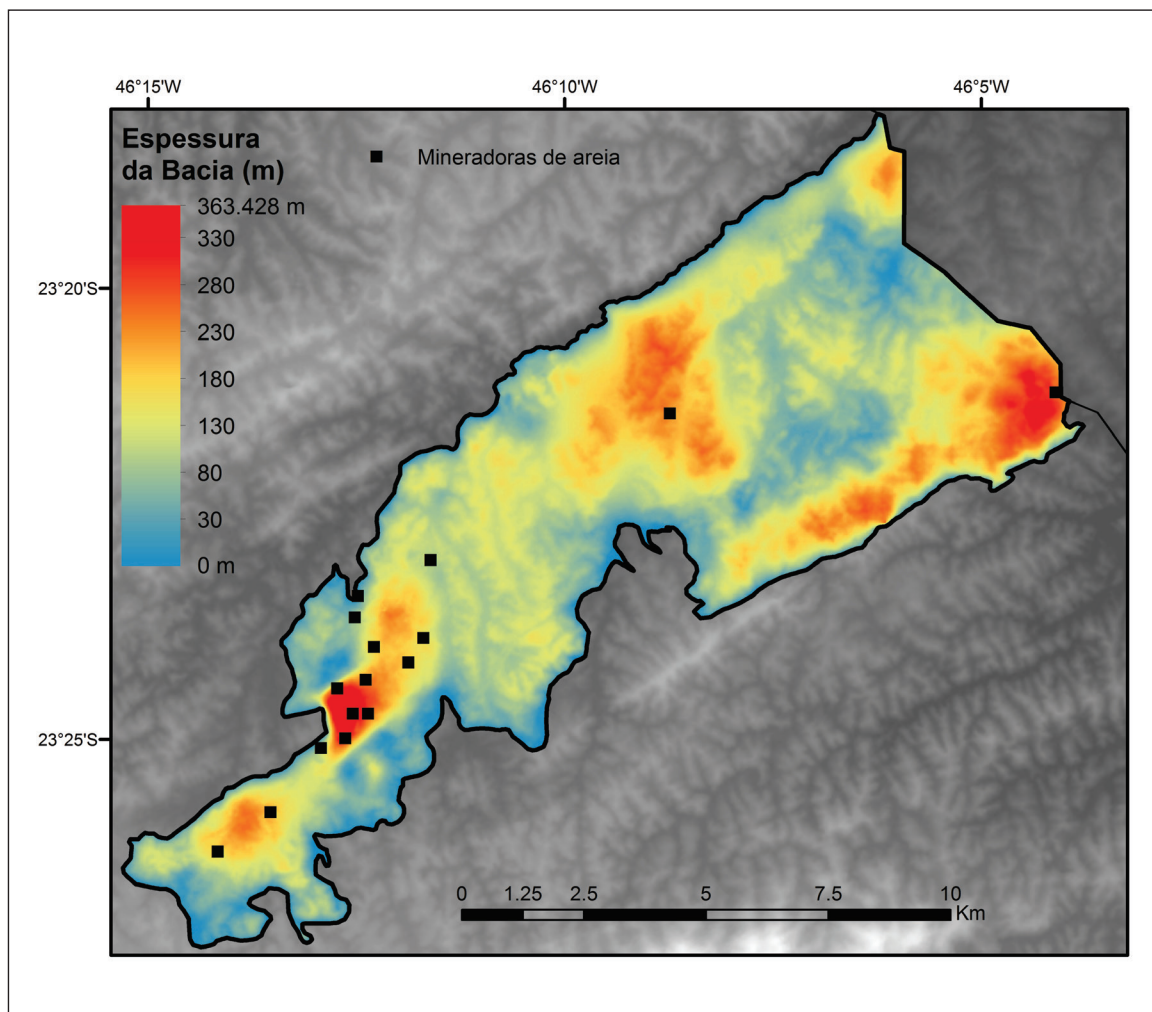 46°15'W
46°10'W
46°5'W
Espessura
da Bacia (m)
Mineradoras de areia
363.428 m
330
280
230
180
130
80
30
0 m
23°20'S
23°25'S
0 1.25 2.5 5 7.5 10
Km